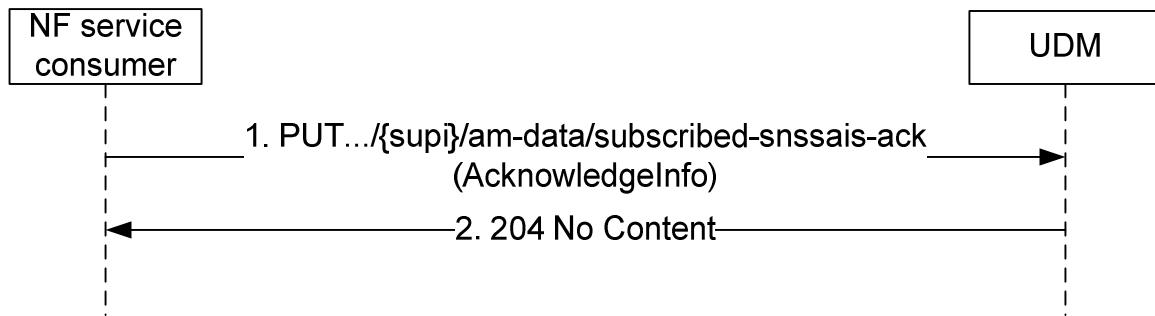 NF service
consumer
UDM
1. PUT.../{supi}/am-data/subscribed-snssais-ack
(AcknowledgeInfo)
2. 204 No Content